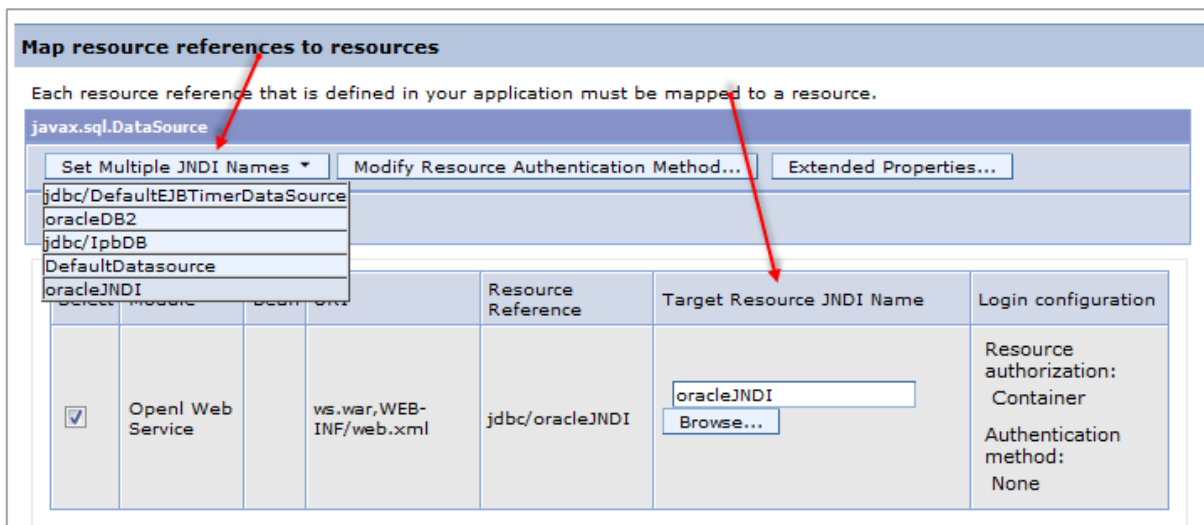 Map resource references to resources
Each resource reference that is defined in your application must be mapped to a resource.
javax.sql.DataSource
Set Multiple JNDI Names Modify Resource Authentication Method... Extended Properties...
jdbc/DefaultEJBTimerDataSource
oracleDB2
jdbc/IpbDB
DefaultDatasource
oracleJNDI
Select Module Bean URI
Resource
Reference
Target Resource JNDI Name
Login configuration
Openl Web
Service
ws.war,WEB-
INF/web.xml
jdbc/oracleJNDI
oracleJNDI
Browse...
Resource
authorization:
Container
Authentication
method:
None